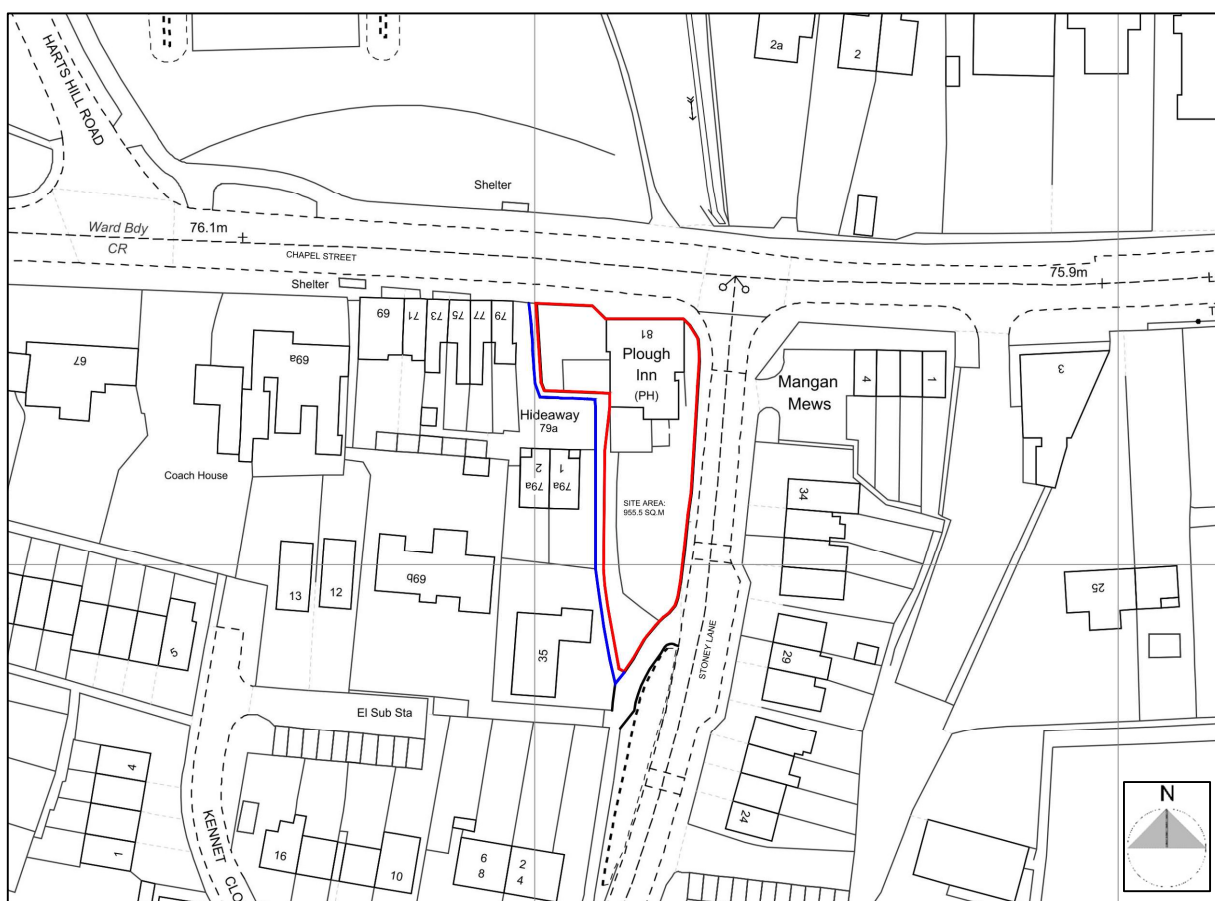 HARTS HILL ROAD
2a
2
Shelter
Ward Bdy
CR
76.1m
CHAPEL STREET
75.9m
Shelter
67
69a
69
71
73
75
77
79
81
Plough
Inn
(PH)
Mangan
Mews
4
1
3
Hideaway
79a
2
79a
1
79a
Coach House
SITE AREA:
955.5 SQ.M
34
13
12
69b
25
5
35
STONEY LANE
29
El Sub Sta
4
1
KENNET CLO
16
10
6
8
2
4
24
N